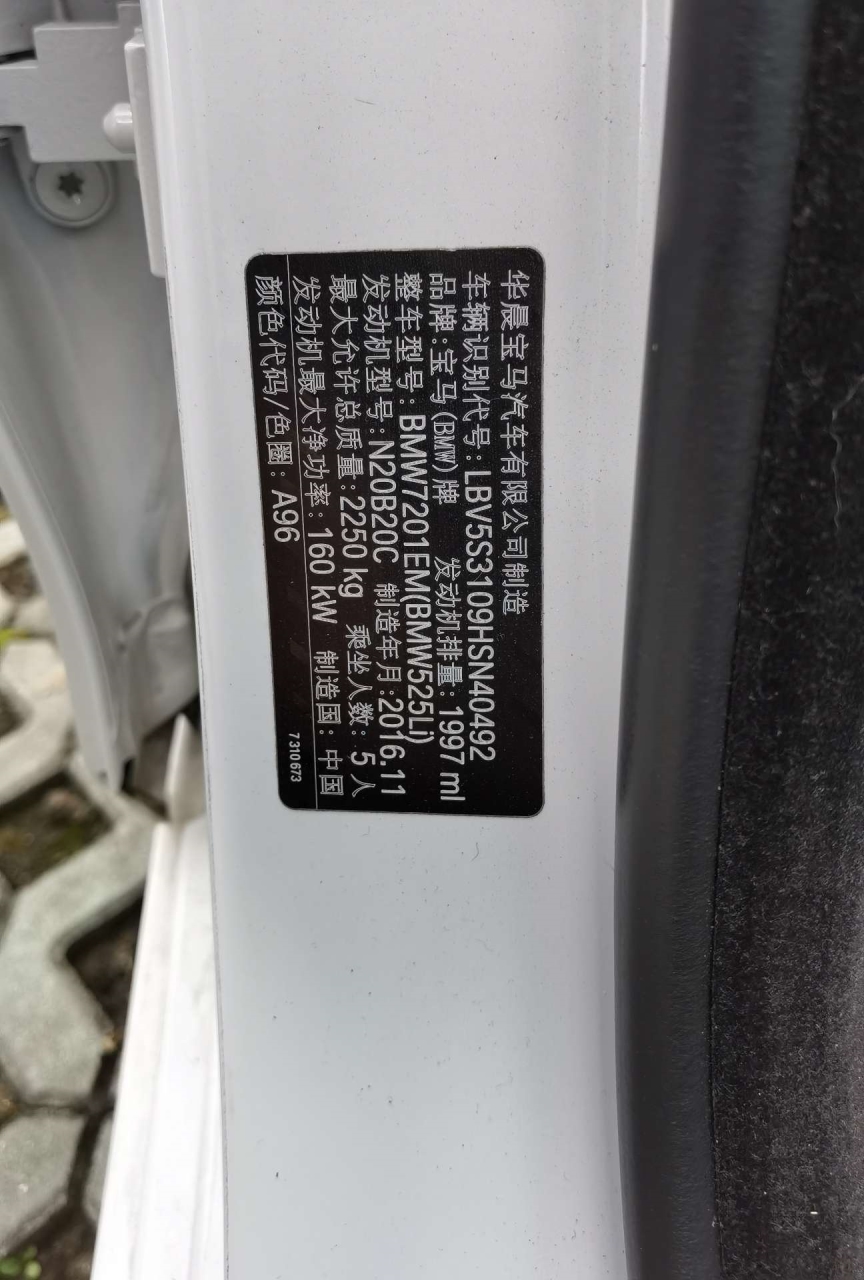 华晨宝马汽车有限公司制造
车辆识别代号: LBV5S3109HSN40492
品牌:宝马(BMW)牌 发动机排量:1997 ml
整车型号: BMW7201EM(BMW525Li)
发动机型号: N20B20C 制造年月:2016.11
最大允许总质量: 2250 kg 乘坐人数: 5 人
发动机最大净功率: 160 kW 制造国: 中国
颜色代码/色圈: A96
7310673